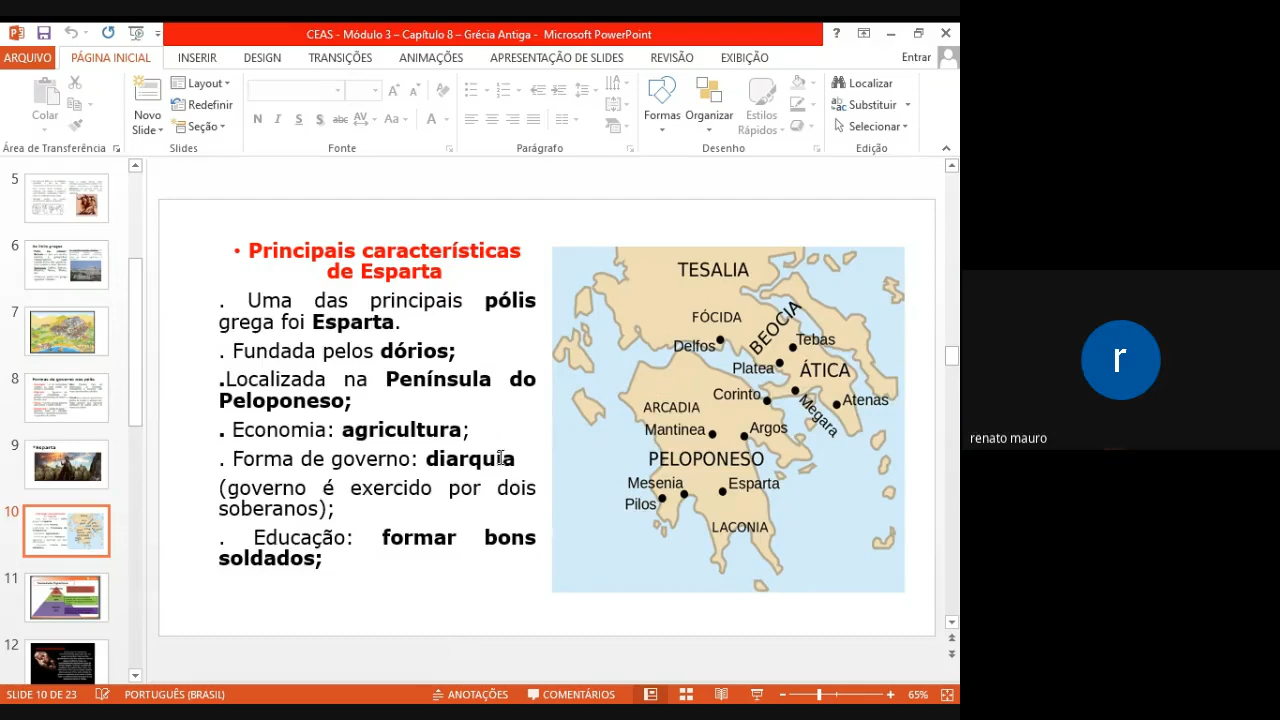 CEAS - Módulo 3 – Capítulo 8 – Grécia Antiga - Microsoft PowerPoint
?
ARQUIVO PÁGINA INICIAL INSERIR DESIGN TRANSIÇÕES ANIMAÇÕES APRESENTAÇÃO DE SLIDES REVISÃO EXIBIÇÃO Entrar
Colar
Novo Slide
Layout
Redefinir
Seção
N I S S abc AV Aa A
Formas
Organizar
Estilos Rápidos
Localizar
Substituir
Selecionar
Área de Transferência Slides Fonte Parágrafo Desenho Edição
5
6
7
8
9
10
11
12
• Principais características
de Esparta
. Uma das principais pólis
grega foi Esparta.
. Fundada pelos dórios;
.Localizada na Península do
Peloponeso;
. Economia: agricultura;
. Forma de governo: diarquia
(governo é exercido por dois
soberanos);
. Educação: formar bons
soldados;
TESALIA
FÓCIDA
BEOCIA
Delfos
Tebas
Platea
ÁTICA
Corinto
Megara
Atenas
ARCADIA
Mantinea
Argos
PELOPONESO
Mesenia
Esparta
Pilos
LACONIA
r
renato mauro
SLIDE 10 DE 23 PORTUGUÊS (BRASIL) ANOTAÇÕES COMENTÁRIOS 65%